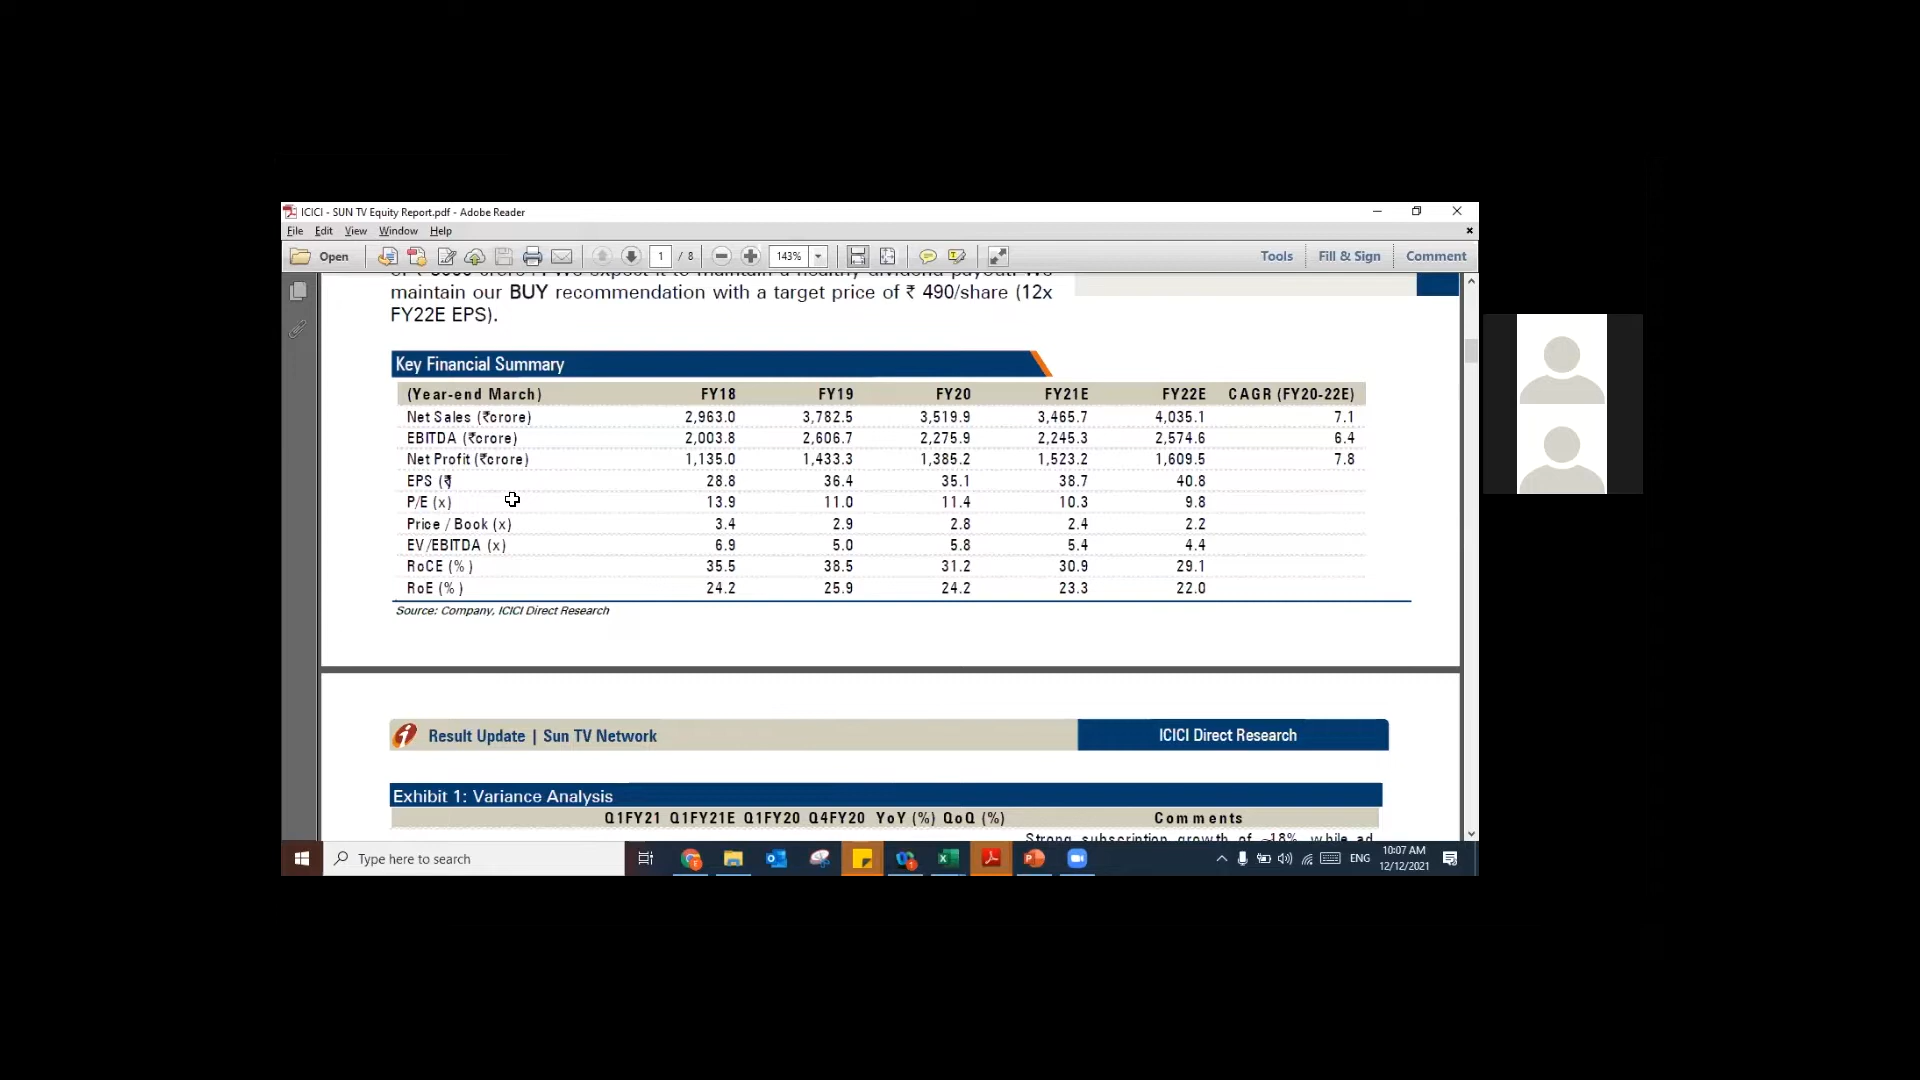 ICICI - SUN TV Equity Report.pdf - Adobe Reader
File Edit View Window Help
Open 1 / 8 143% Tools Fill & Sign Comment
maintain our BUY recommendation with a target price of ₹ 490/share (12x
FY22E EPS).
Key Financial Summary
(Year-end March) FY18 FY19 FY20 FY21E FY22E CAGR (FY20-22E)
Net Sales (₹crore) 2,963.0 3,782.5 3,519.9 3,465.7 4,035.1 7.1
EBITDA (₹crore) 2,003.8 2,606.7 2,275.9 2,245.3 2,574.6 6.4
Net Profit (₹crore) 1,135.0 1,433.3 1,385.2 1,523.2 1,609.5 7.8
EPS (₹) 28.8 36.4 35.1 38.7 40.8
P/E (x) 13.9 11.0 11.4 10.3 9.8
Price / Book (x) 3.4 2.9 2.8 2.4 2.2
EV/EBITDA (x) 6.9 5.0 5.8 5.4 4.4
RoCE (%) 35.5 38.5 31.2 30.9 29.1
RoE (%) 24.2 25.9 24.2 23.3 22.0
Source: Company, ICICI Direct Research
Result Update | Sun TV Network ICICI Direct Research
Exhibit 1: Variance Analysis
Q1FY21 Q1FY21E Q1FY20 Q4FY20 YoY (%) QoQ (%) Comments
Strong subscription growth of ~18% while ad
Type here to search ENG 10:07 AM
12/12/2021